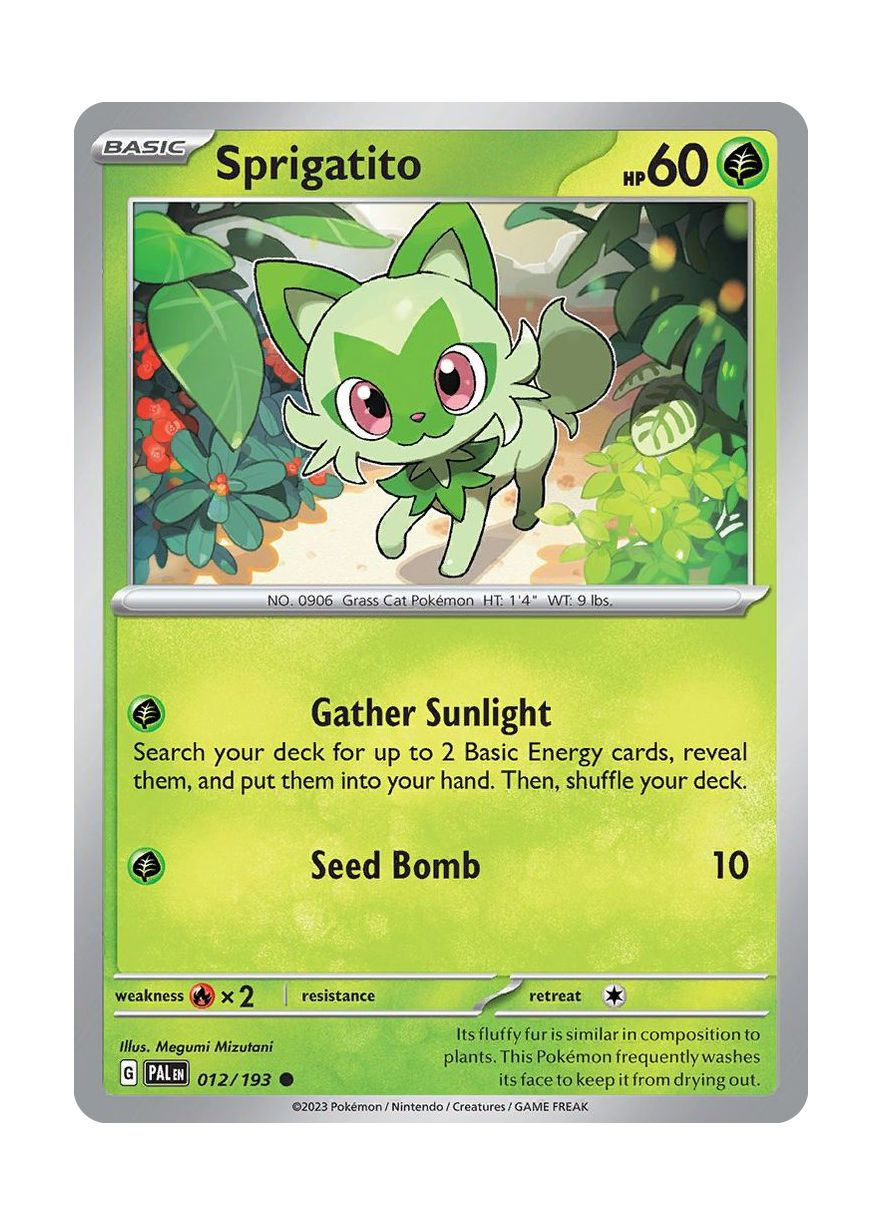 BASIC
Sprigatito
HP60
NO. 0906 Grass Cat Pokémon HT: 1'4" WT: 9 lbs.
Gather Sunlight
Search your deck for up to 2 Basic Energy cards, reveal
them, and put them into your hand. Then, shuffle your deck.
Seed Bomb 10
weakness ×2 resistance retreat
Illus. Megumi Mizutani
G PAL EN 012/193
Its fluffy fur is similar in composition to
plants. This Pokémon frequently washes
its face to keep it from drying out.
©2023 Pokémon / Nintendo / Creatures / GAME FREAK